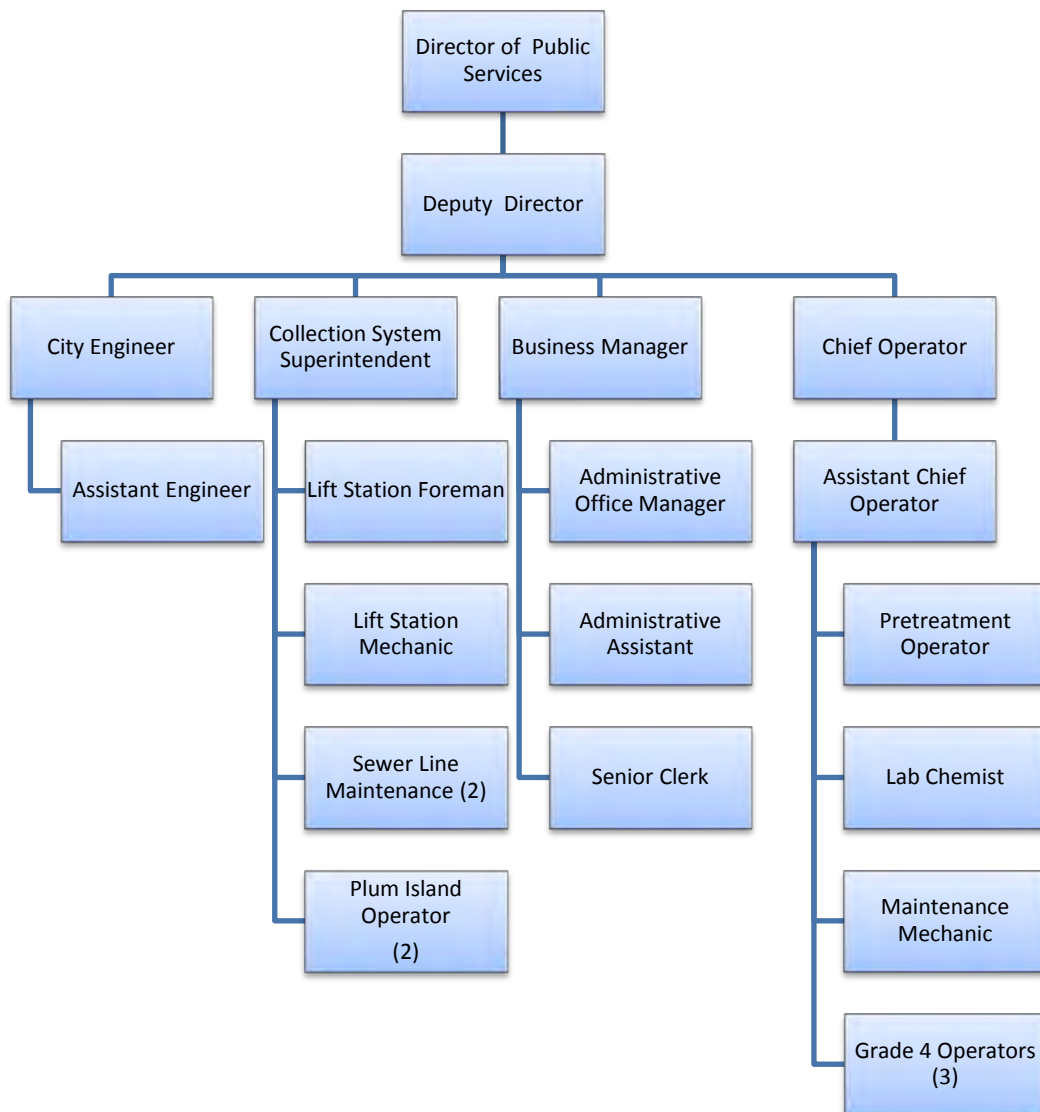 Director of Public
Services
Deputy Director
City Engineer
Collection System
Superintendent
Business Manager
Chief Operator
Assistant Engineer
Lift Station Foreman
Administrative
Office Manager
Assistant Chief
Operator
Lift Station
Mechanic
Administrative
Assistant
Pretreatment
Operator
Sewer Line
Maintenance (2)
Senior Clerk
Lab Chemist
Plum Island
Operator
(2)
Maintenance
Mechanic
Grade 4 Operators
(3)